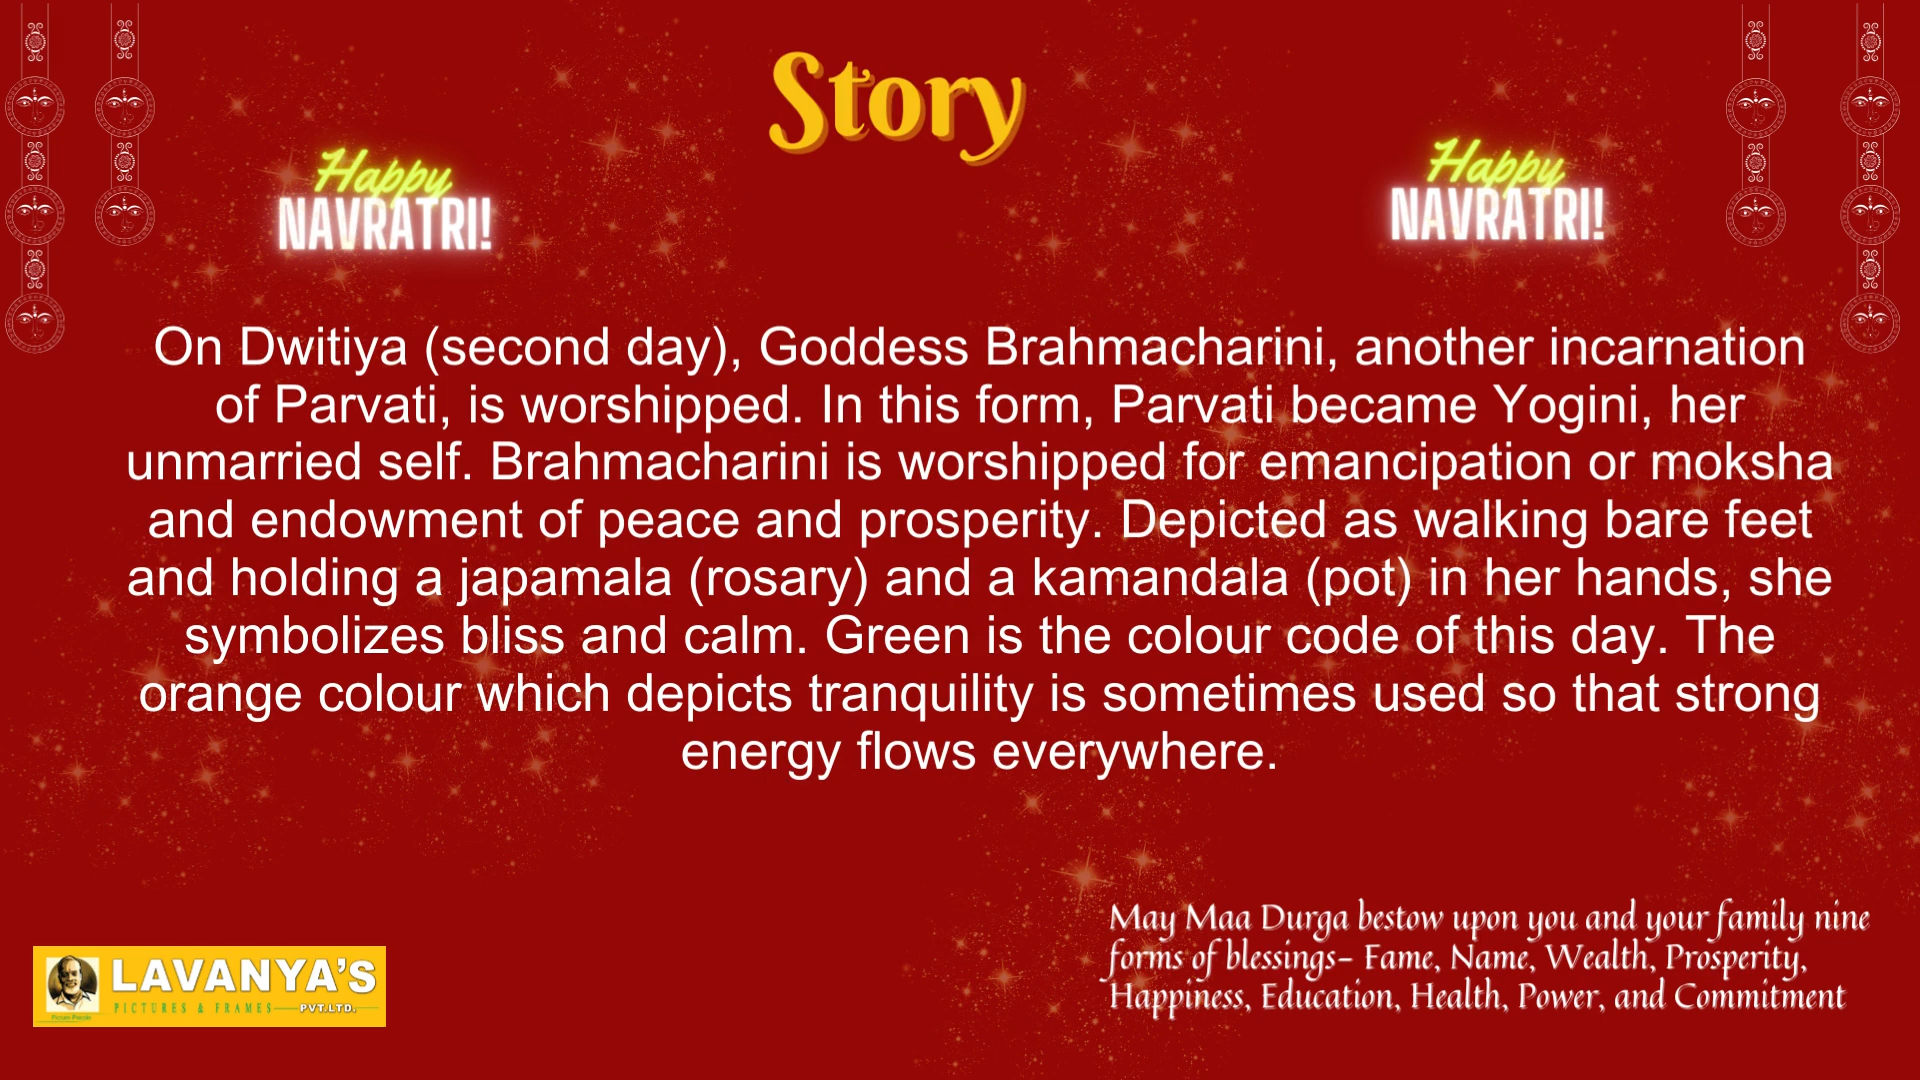 Story
Happy
NAVRATRI!
Happy
NAVRATRI!
On Dwitiya (second day), Goddess Brahmacharini, another incarnation
of Parvati, is worshipped. In this form, Parvati became Yogini, her
unmarried self. Brahmacharini is worshipped for emancipation or moksha
and endowment of peace and prosperity. Depicted as walking bare feet
and holding a japamala (rosary) and a kamandala (pot) in her hands, she
symbolizes bliss and calm. Green is the colour code of this day. The
orange colour which depicts tranquility is sometimes used so that strong
energy flows everywhere.
May Maa Durga bestow upon you and your family nine
forms of blessings– Fame, Name, Wealth, Prosperity,
Happiness, Education, Health, Power, and Commitment
LAVANYA'S
PICTURES & FRAMES PVT.LTD.
Picture People